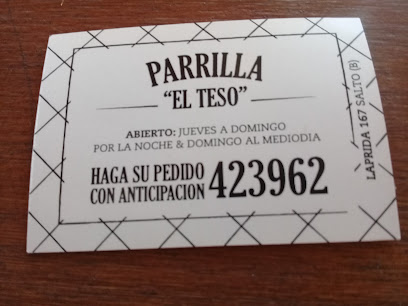 PARRILLA
"EL TESO"
ABIERTO: JUEVES A DOMINGO
POR LA NOCHE & DOMINGO AL MEDIODIA
HAGA SU PEDIDO
CON ANTICIPACION
423962
LAPRIDA 167 SALTO (B)